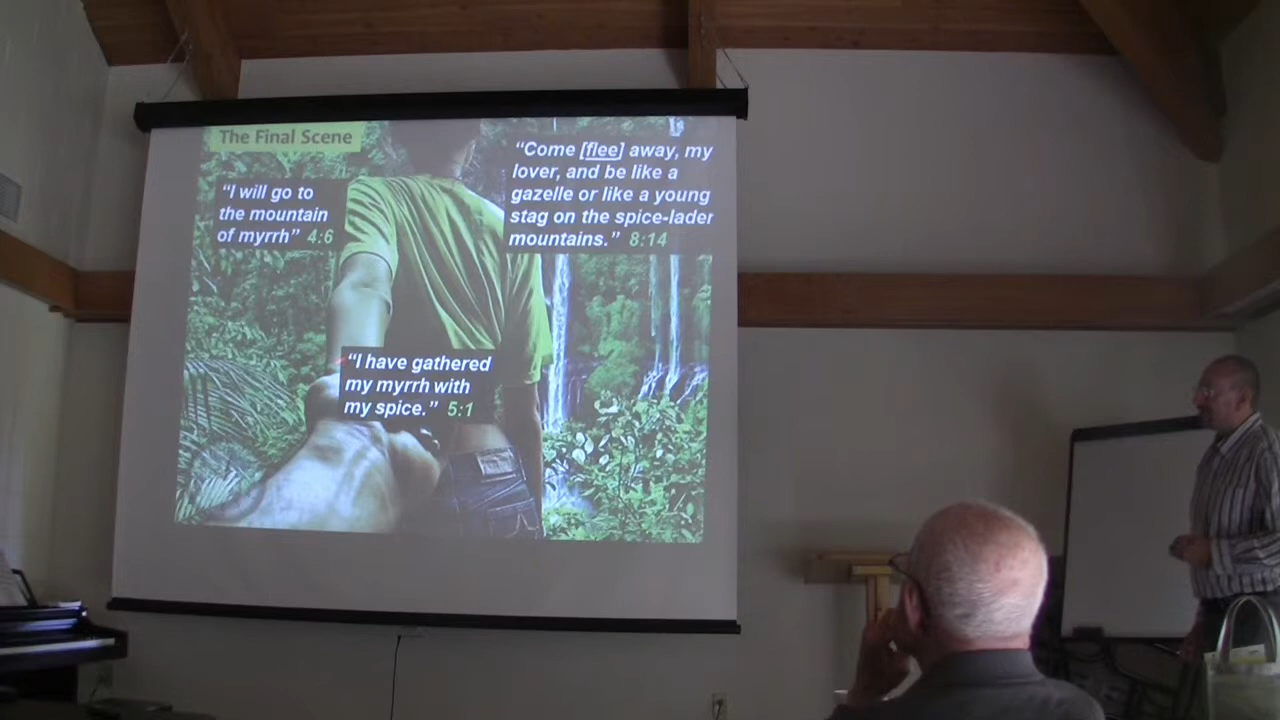 The Final Scene
“I will go to
the mountain
of myrrh” 4:6
“Come [flee] away, my
lover, and be like a
gazelle or like a young
stag on the spice-lader
mountains.” 8:14
“I have gathered
my myrrh with
my spice.” 5:1